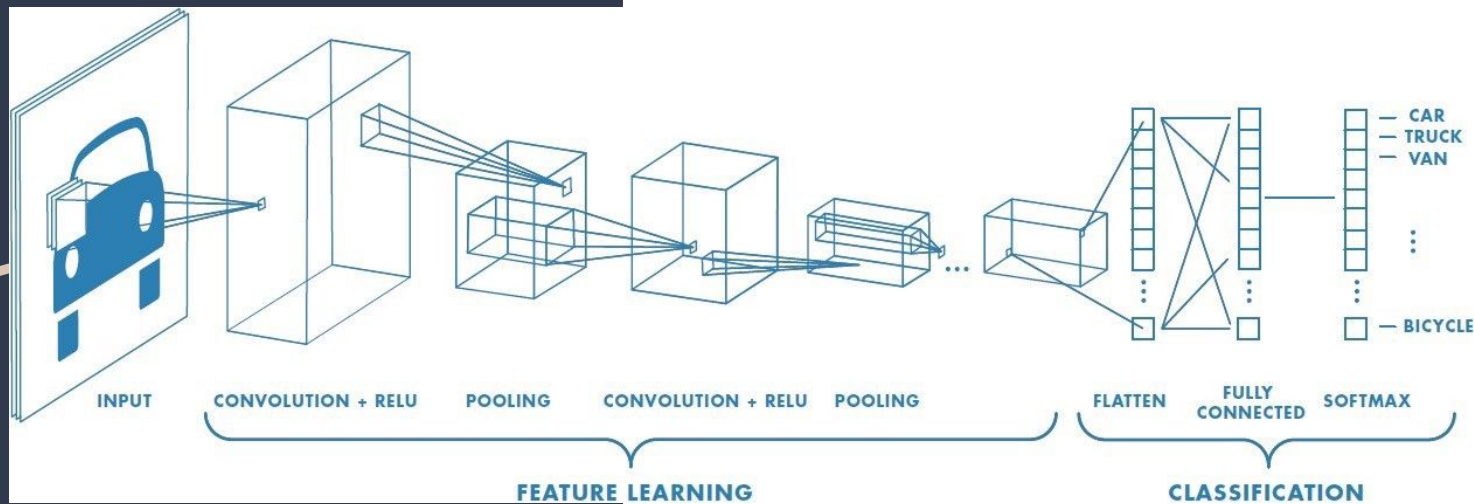 CAR
TRUCK
VAN
BICYCLE
INPUT
CONVOLUTION + RELU
POOLING
CONVOLUTION + RELU
POOLING
FLATTEN
FULLY
CONNECTED
SOFTMAX
FEATURE LEARNING
CLASSIFICATION